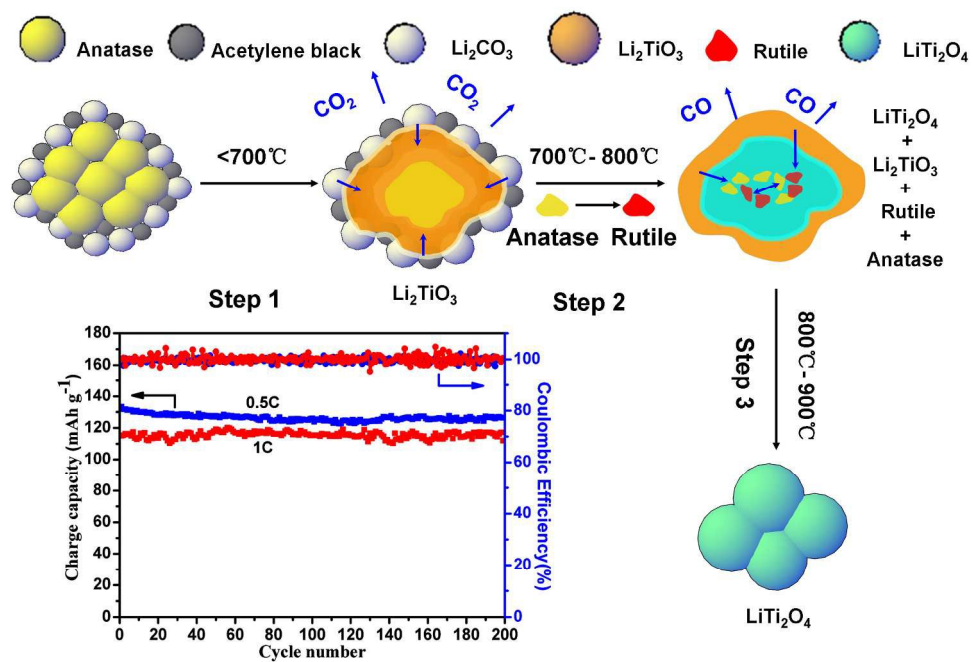 Anatase
Acetylene black
Li₂CO₃
Li₂TiO₃
Rutile
LiTi₂O₄
CO₂
CO₂
CO
CO
<700℃
700℃- 800℃
Anatase
Rutile
Li₂TiO₃
LiTi₂O₄
+
Li₂TiO₃
+
Rutile
+
Anatase
Step 1
Step 2
Step 3
800℃- 900℃
LiTi₂O₄
Charge capacity (mAh g⁻¹)
180
160
140
120
100
80
60
40
20
0
0.5C
1C
0
20
40
60
80
100
120
140
160
180
200
Cycle number
100
80
60
40
20
0
Coulombic Efficiency(%)